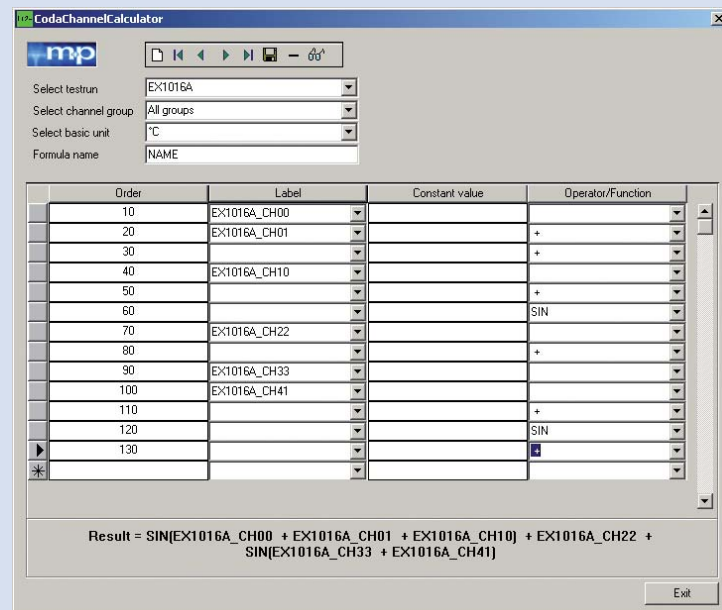 CodaChannelCalculator
m+p
Select testrun EX1016A
Select channel group All groups
Select basic unit °C
Formula name NAME
Order Label Constant value Operator/Function
10 EX1016A_CH00
20 EX1016A_CH01 +
30 +
40 EX1016A_CH10
50 +
60 SIN
70 EX1016A_CH22
80 +
90 EX1016A_CH33
100 EX1016A_CH41
110 +
120 SIN
130 +
Result = SIN(EX1016A_CH00 + EX1016A_CH01 + EX1016A_CH10) + EX1016A_CH22 +
SIN(EX1016A_CH33 + EX1016A_CH41)
Exit